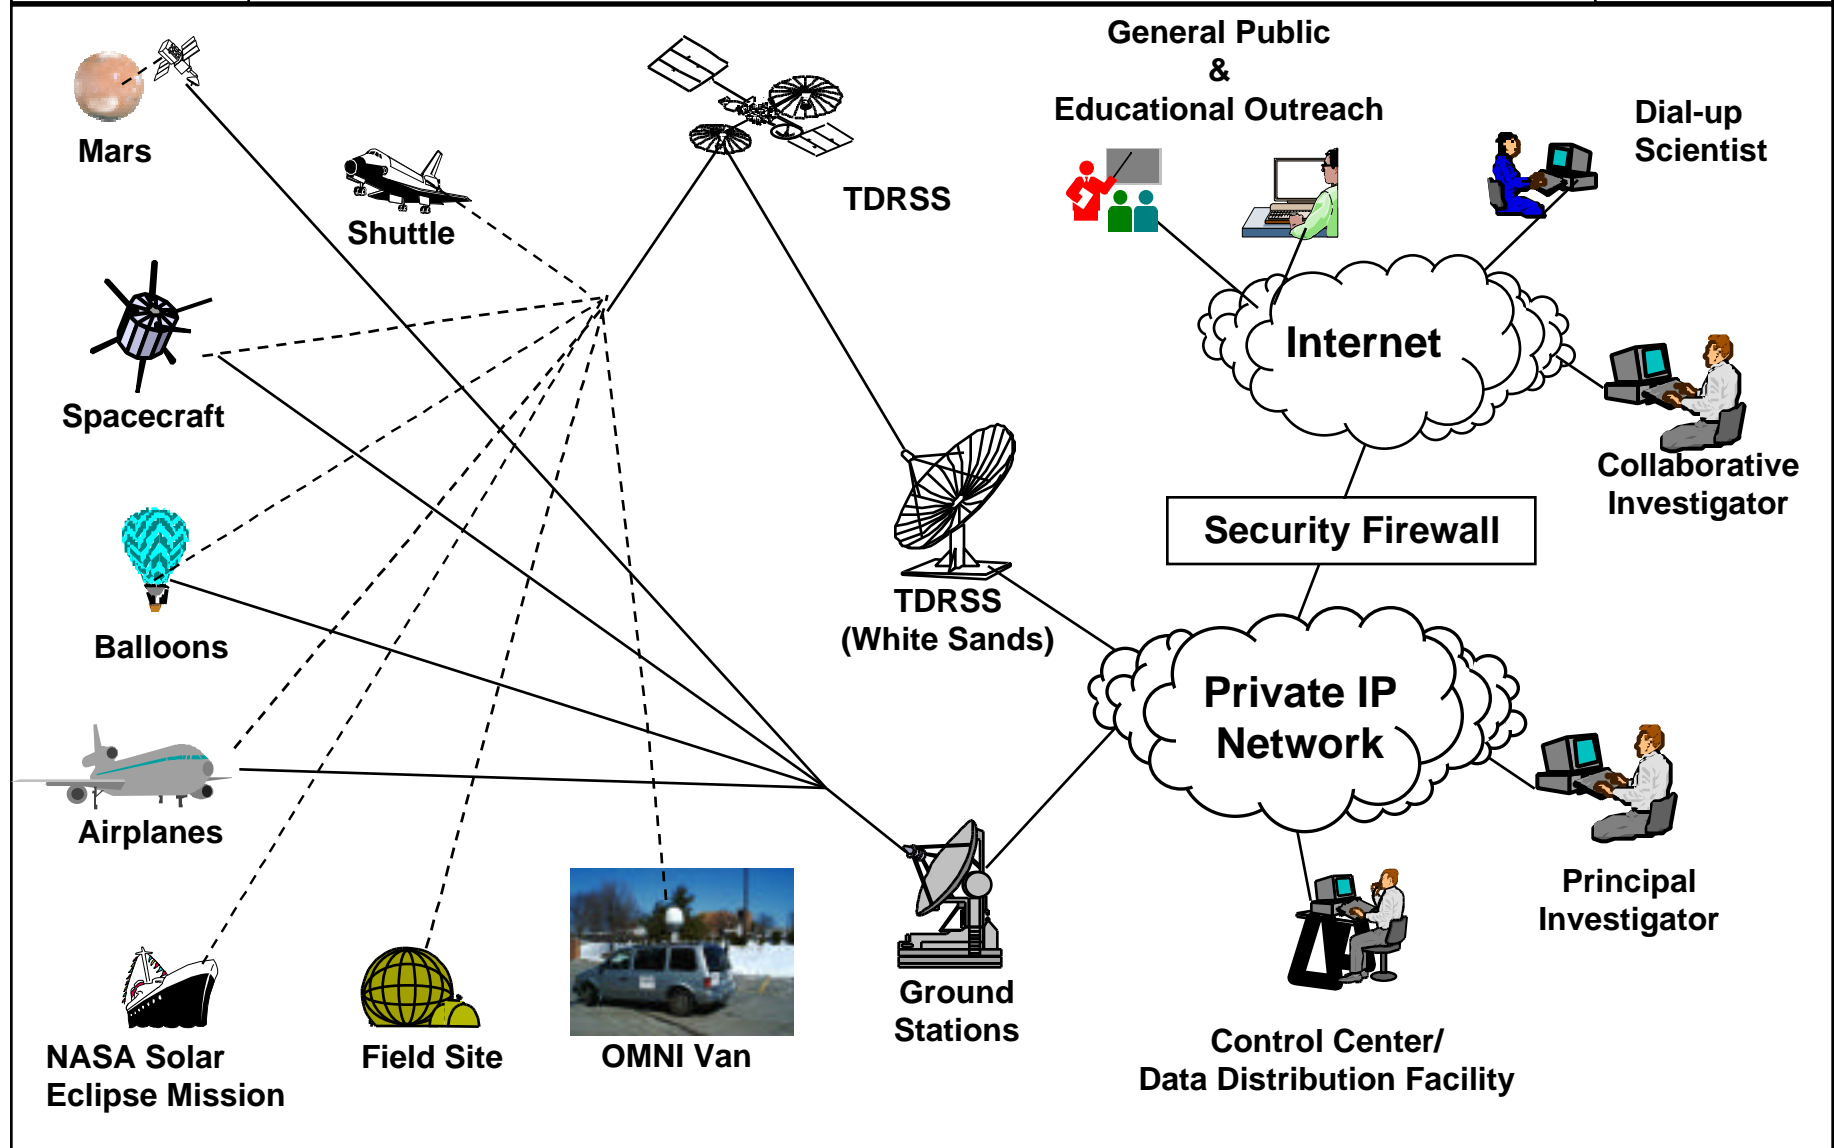 General Public
&
Educational Outreach
Dial-up
Scientist
Mars
TDRSS
Shuttle
Internet
Spacecraft
Collaborative
Investigator
Security Firewall
TDRSS
(White Sands)
Balloons
Private IP
Network
Airplanes
Principal
Investigator
Ground
Stations
NASA Solar
Eclipse Mission
Field Site
OMNI Van
Control Center/
Data Distribution Facility